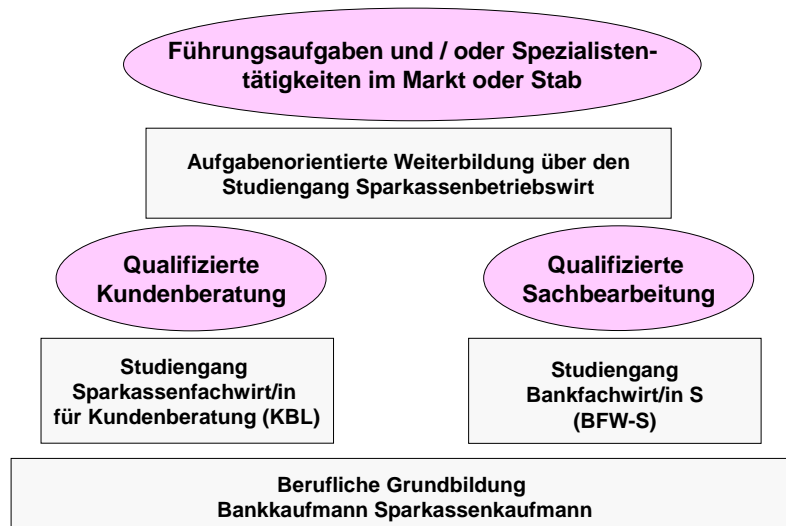 Führungsaufgaben und / oder Spezialisten-
tätigkeiten im Markt oder Stab
Aufgabenorientierte Weiterbildung über den
Studiengang Sparkassenbetriebswirt
Qualifizierte
Kundenberatung
Qualifizierte
Sachbearbeitung
Studiengang
Sparkassenfachwirt/in
für Kundenberatung (KBL)
Studiengang
Bankfachwirt/in S
(BFW-S)
Berufliche Grundbildung
Bankkaufmann Sparkassenkaufmann